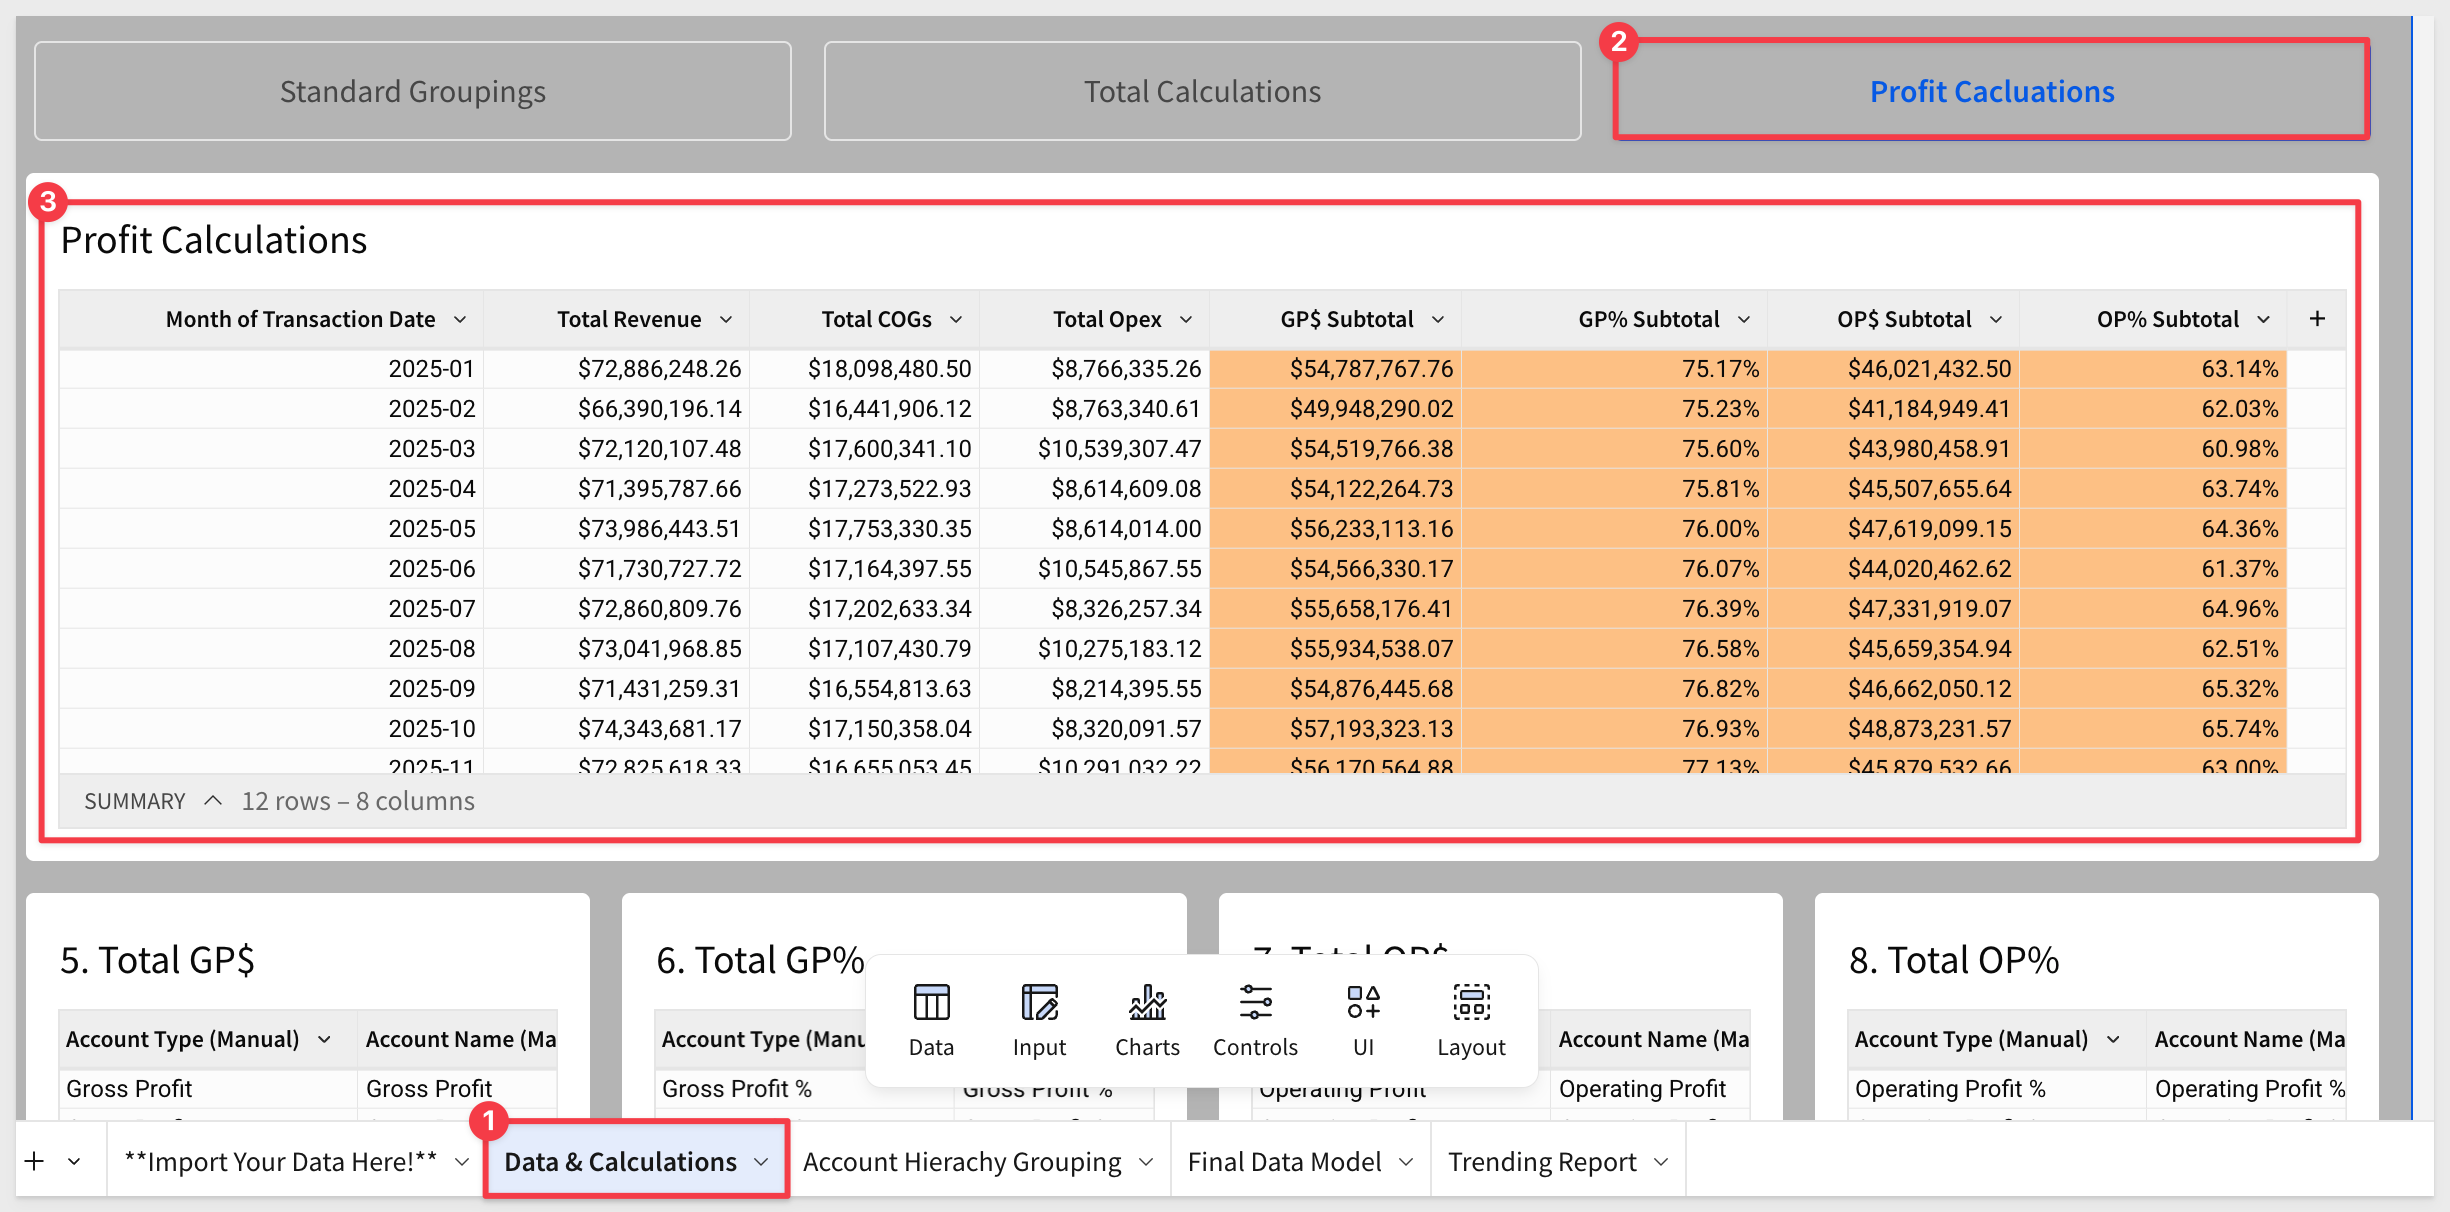 Standard Groupings
Total Calculations
2
Profit Cacluations
3
Profit Calculations
Month of Transaction Date Total Revenue Total COGs Total Opex GP$ Subtotal GP% Subtotal OP$ Subtotal OP% Subtotal +
2025-01 $72,886,248.26 $18,098,480.50 $8,766,335.26 $54,787,767.76 75.17% $46,021,432.50 63.14%
2025-02 $66,390,196.14 $16,441,906.12 $8,763,340.61 $49,948,290.02 75.23% $41,184,949.41 62.03%
2025-03 $72,120,107.48 $17,600,341.10 $10,539,307.47 $54,519,766.38 75.60% $43,980,458.91 60.98%
2025-04 $71,395,787.66 $17,273,522.93 $8,614,609.08 $54,122,264.73 75.81% $45,507,655.64 63.74%
2025-05 $73,986,443.51 $17,753,330.35 $8,614,014.00 $56,233,113.16 76.00% $47,619,099.15 64.36%
2025-06 $71,730,727.72 $17,164,397.55 $10,545,867.55 $54,566,330.17 76.07% $44,020,462.62 61.37%
2025-07 $72,860,809.76 $17,202,633.34 $8,326,257.34 $55,658,176.41 76.39% $47,331,919.07 64.96%
2025-08 $73,041,968.85 $17,107,430.79 $10,275,183.12 $55,934,538.07 76.58% $45,659,354.94 62.51%
2025-09 $71,431,259.31 $16,554,813.63 $8,214,395.55 $54,876,445.68 76.82% $46,662,050.12 65.32%
2025-10 $74,343,681.17 $17,150,358.04 $8,320,091.57 $57,193,323.13 76.93% $48,873,231.57 65.74%
2025-11 $72,825,618.33 $16,655,053.45 $10,291,032.22 $56,170,564.88 77.13% $45,879,532.66 63.00%
SUMMARY 12 rows – 8 columns
5. Total GP$
Account Type (Manual) Account Name (Ma
Gross Profit Gross Profit
6. Total GP%
Account Type (Manu
Gross Profit % Gross Profit %
7. Total OP$
Account Name (Ma
Operating Profit Operating Profit
8. Total OP%
Account Type (Manual) Account Name (Ma
Operating Profit % Operating Profit %
Data Input Charts Controls UI Layout
1
+ **Import Your Data Here!** Data & Calculations Account Hierachy Grouping Final Data Model Trending Report